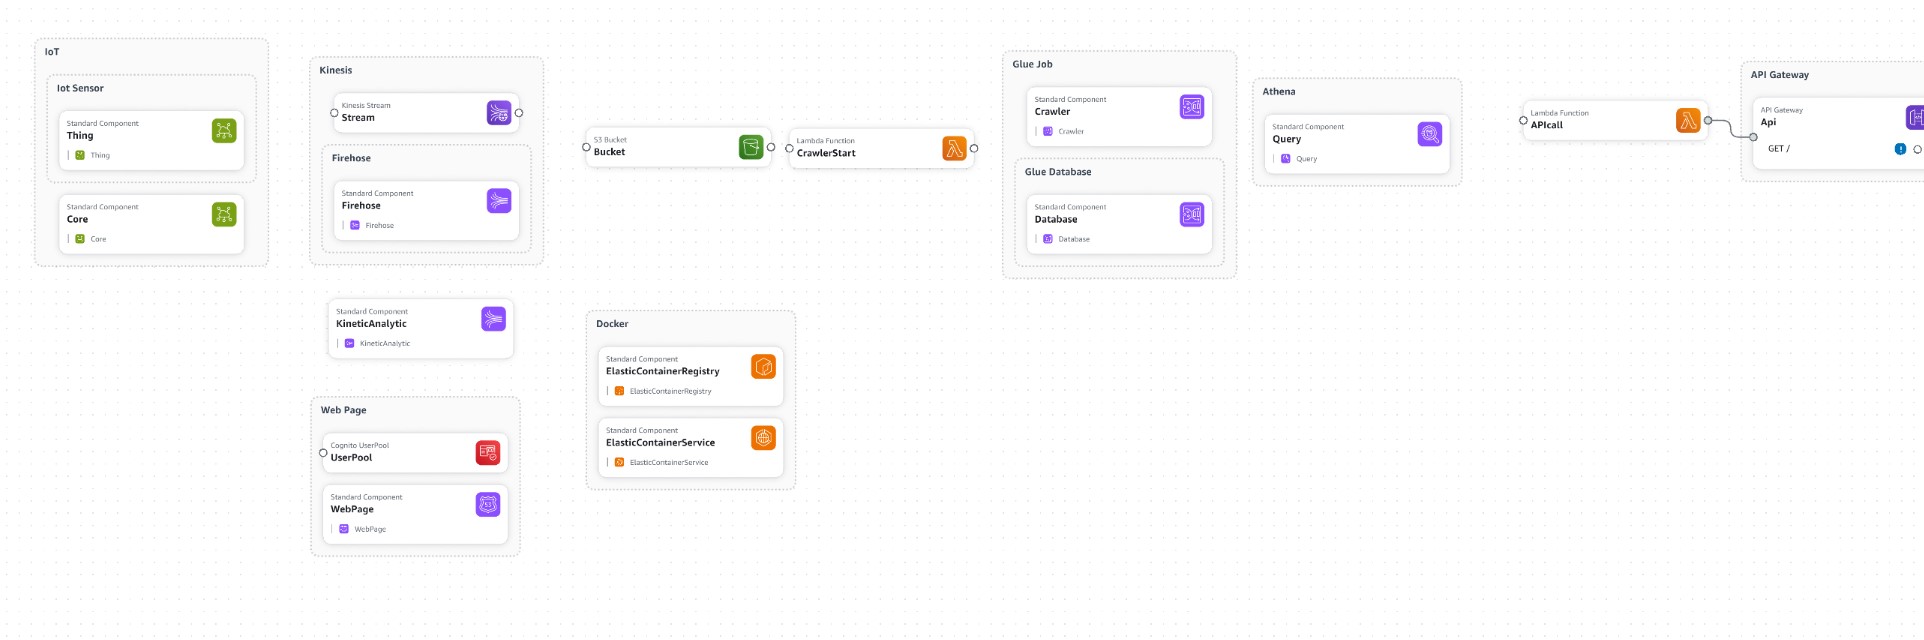 IoT
Iot Sensor
Standard Component
Thing
Thing
Standard Component
Core
Core
Kinesis
Kinesis Stream
Stream
Firehose
Standard Component
Firehose
Firehose
Standard Component
KineticAnalytic
KineticAnalytic
Web Page
Cognito UserPool
UserPool
Standard Component
WebPage
WebPage
S3 Bucket
Bucket
Lambda Function
CrawlerStart
Docker
Standard Component
ElasticContainerRegistry
ElasticContainerRegistry
Standard Component
ElasticContainerService
ElasticContainerService
Glue Job
Standard Component
Crawler
Crawler
Glue Database
Standard Component
Database
Database
Athena
Standard Component
Query
Query
Lambda Function
APIcall
API Gateway
API Gateway
Api
GET /